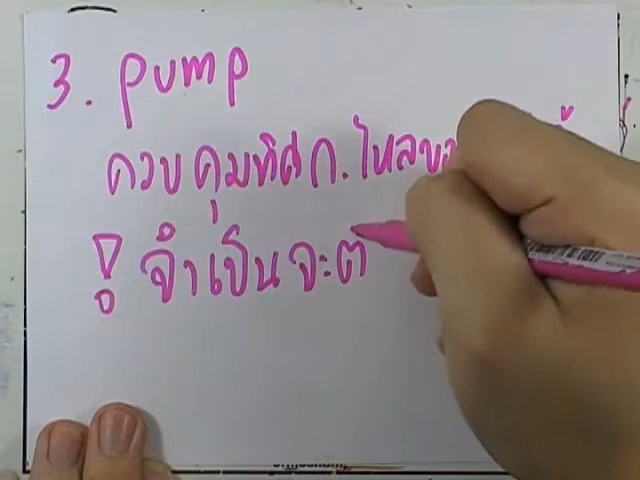 3. pump
ควบคุมทิศ ก.ไหลข
! จำเป็นจะต